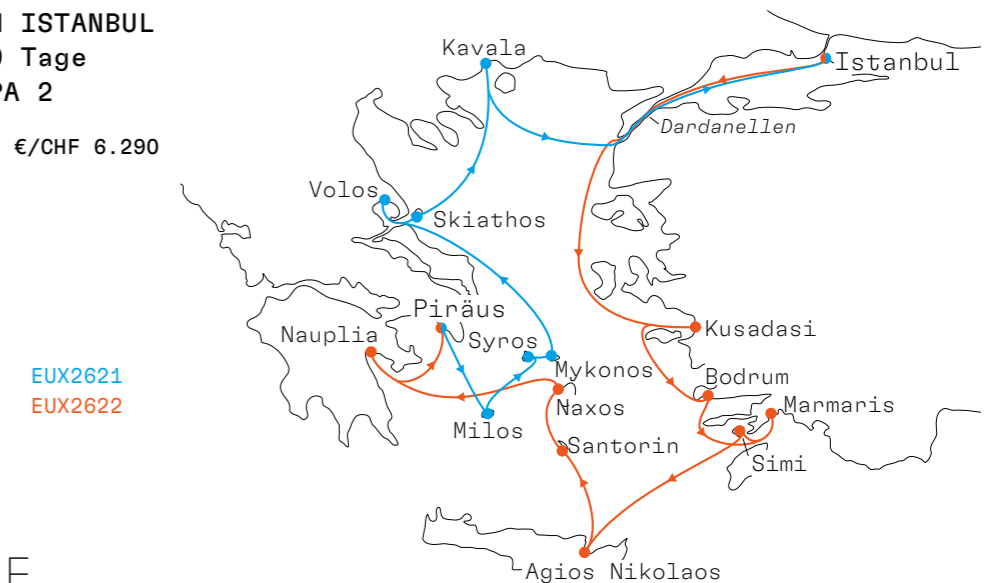 ISTANBUL
Tage
2
€/CHF 6.290
Kavala
Istanbul
Dardanellen
Volos
Skiathos
Piräus
Nauplia
Syros
Kusadasi
Mykonos
EUX2621
EUX2622
Bodrum
Naxos
Marmaris
Milos
Santorin
Simi
Agios Nikolaos